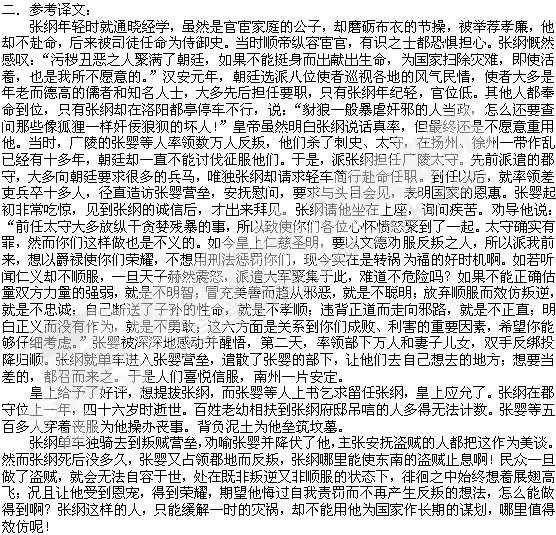 二．参考译文：
张纲年轻时就通晓经学，虽然是官宦家庭的公子，却磨砺布衣的节操，被举荐孝廉，他
却不赴命，后来被司徒任命为侍御史。当时顺帝纵容宦官，有识之士都恐惧担心。张纲慨然
感叹：“污秽丑恶之人聚满了朝廷，如果不能挺身而出献出生命，为国家扫除灾难，即使活
着，也是我所不愿意的。”汉安元年，朝廷选派八位使者巡视各地的风气民情，使者大多是
年老而德高的儒者和知名人士，大多先后担任要职，只有张纲年纪轻，官位低。其他人都奉
命到位，只有张纲却在洛阳都亭停车不行，说：“豺狼一般暴虐奸邪的人当政，怎么还要查
问那些像狐狸一样奸佞狼狈的坏人！”皇帝虽然明白张纲说话真率，但最终还是不愿意重用
他。当时，广陵的张婴等人率领数万人反叛，他们杀了刺史、太守，在扬州、徐州一带作乱
已经有十多年，朝廷却一直不能讨伐征服他们。于是，派张纲担任广陵太守。先前派遣的郡
守，大多向朝廷要求很多的兵马，唯独张纲却请求轻车简行赴命任职。到任以后，就率领差
吏兵卒十多人，径直造访张婴营垒，安抚慰问，要求与头目会见，表明国家的恩惠。张婴起
初非常吃惊，见到张纲的诚信后，才出来拜见。张纲请他坐在上座，询问疾苦。劝导他说：
“前任太守大多放纵干贪婪残暴的事，所以致使你们各位心怀愤怒聚到了一起。太守确实有
罪，然而你们这样做也是不义的。如今皇上仁慈圣明，要以文德劝服反叛之人，所以派我前
来，想以爵禄使你们荣耀，不想用刑法惩罚你们，现今实在是转祸为福的好时机啊。如若听
闻仁义却不顺服，一旦天子赫然震怒，派遣大军聚集于此，难道不危险吗？如果不能正确估
量双方力量的强弱，就是不明智，冒充美善而趋从邪恶，就是不聪明；放弃顺服而效仿叛逆，
就是不忠诚，自己断送了子孙的性命，就是不孝顺；违背正道而走向邪路，就是不正直；明
白正义而没有作为，就是不勇敢；这六方面是关系到你们成败、利害的重要因素，希望你能
够仔细考虑。”张婴被深深地感动并醒悟，第二天，率领部下万人和妻子儿女，双手反绑投
降归顺。张纲就单车进入张婴营垒，遣散了张婴的部下，让他们去自己想去的地方；想要当
差的，都召而来之。于是人们喜悦信服，南州一片安定。
皇上给予了好评，想提拔张纲，而张婴等人上书乞求留任张纲，皇上应允了。张纲在郡
守位上一年，四十六岁时逝世。百姓老幼相扶到张纲府邸吊唁的人多得无法计数。张婴等五
百多人穿着丧服为他操办丧事。背负泥土为他垒筑坟墓。
张纲单车独骑去到叛贼营垒，劝喻张婴并降伏了他，主张安抚盗贼的人都把这作为美谈。
然而张纲死后没多久，张婴又占领郡地而反叛，张纲哪里能使东南的盗贼止息啊！民众一旦
做了盗贼，就会无法自容于世，处在既非叛逆又非顺服的状态下，徘徊之中始终想着展翅高
飞；况且让他受到恩宠，得到荣耀，期望他悔过自我责罚而不再产生反叛的想法，怎么能做
得到啊？张纲这样的人，只能缓解一时的灾祸，却不能用他为国家作长期的谋划，哪里值得
效仿呢！